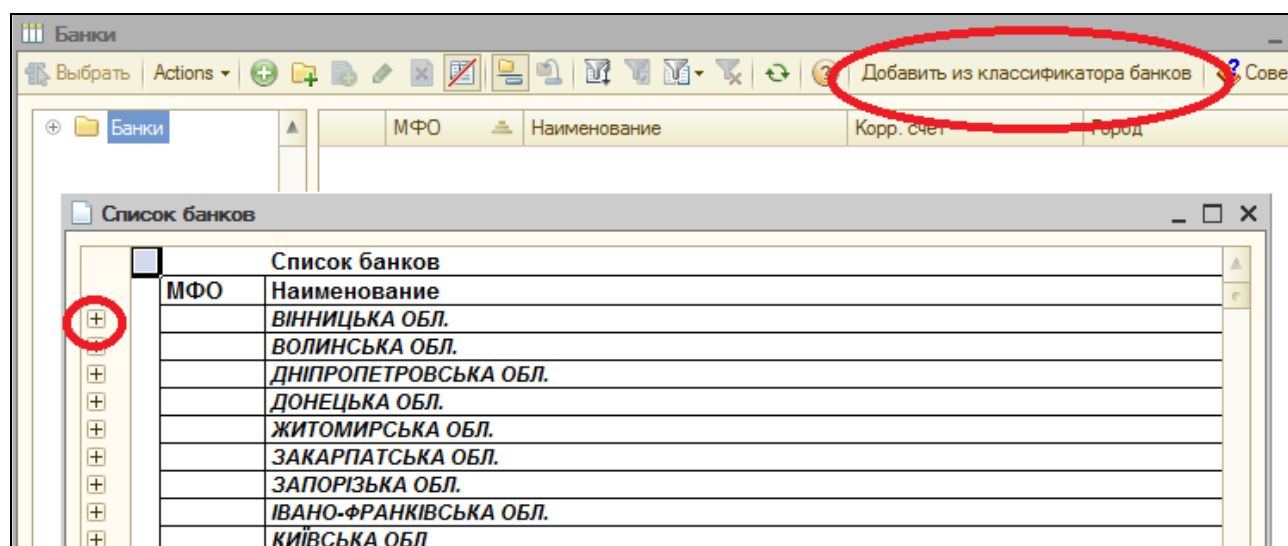 Банки
Выбрать Actions Добавить из классификатора банков Сове
Банки МФО Наименование Корр. счет Город
Список банков
Список банков
МФО Наименование
ВІННИЦЬКА ОБЛ.
ВОЛИНСЬКА ОБЛ.
ДНІПРОПЕТРОВСЬКА ОБЛ.
ДОНЕЦЬКА ОБЛ.
ЖИТОМИРСЬКА ОБЛ.
ЗАКАРПАТСЬКА ОБЛ.
ЗАПОРІЗЬКА ОБЛ.
ІВАНО-ФРАНКІВСЬКА ОБЛ.
КИЇВСЬКА ОБЛ